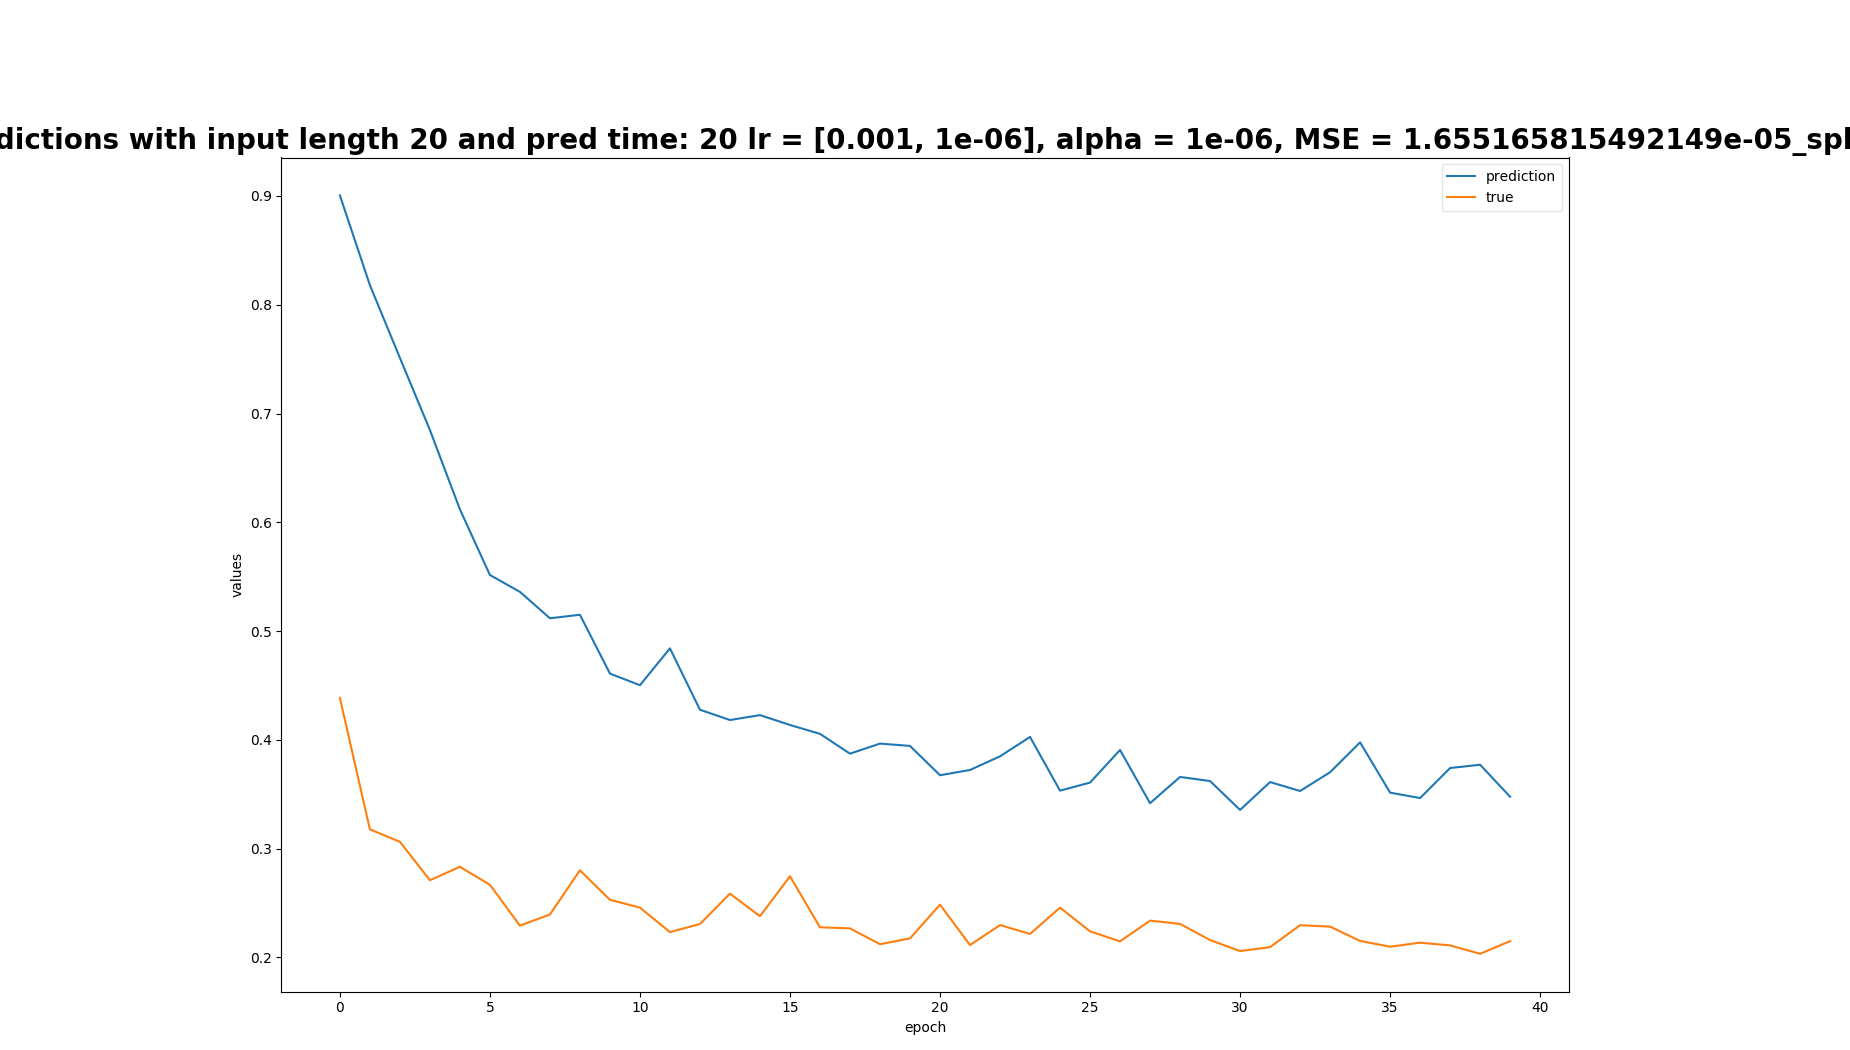 dictions with input length 20 and pred time: 20 lr = [0.001, 1e-06], alpha = 1e-06, MSE = 1.655165815492149e-05_spl
prediction
true
0.9
0.8
0.7
0.6
0.5
0.4
0.3
0.2
values
0 5 10 15 20 25 30 35 40
epoch